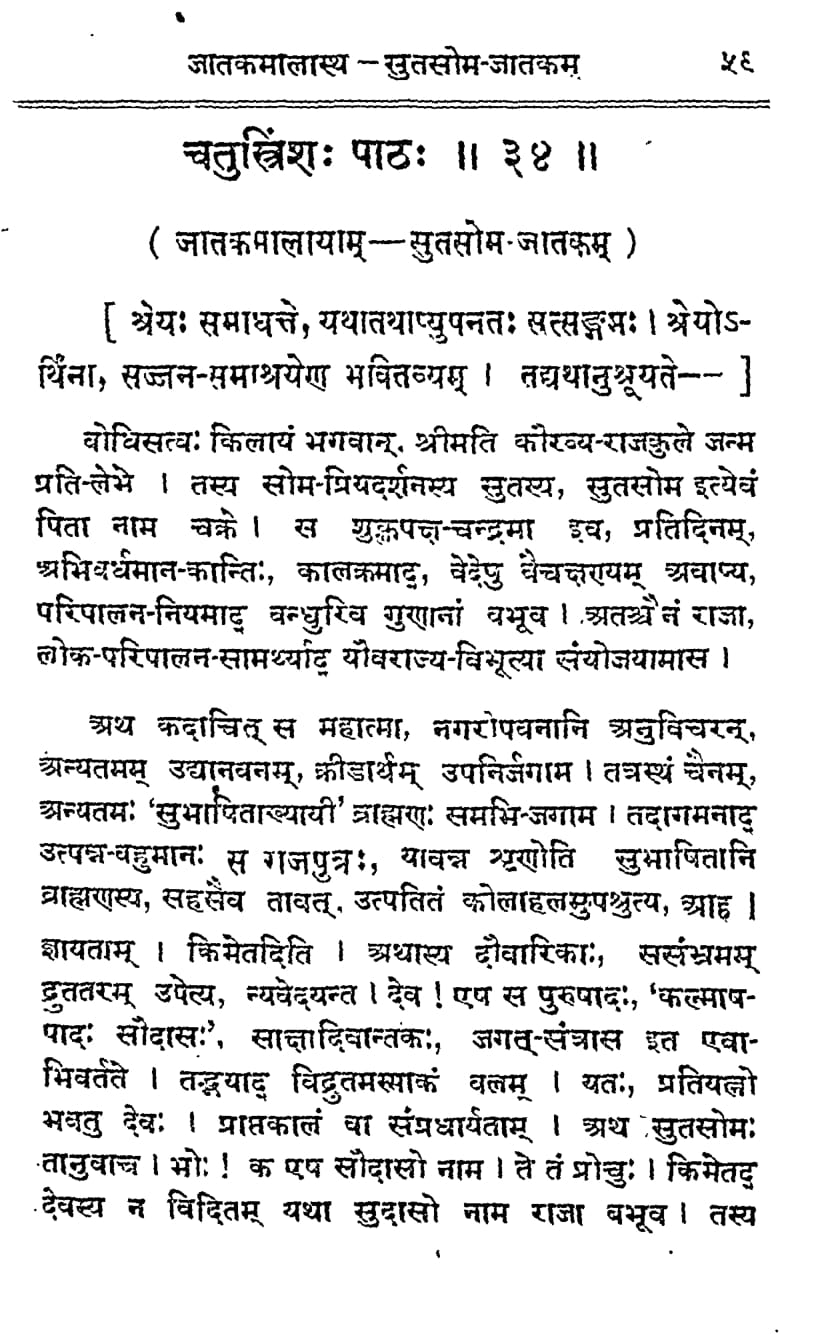 जातकमालास्थ – सुतसोम-जातकम् ५९
चतुस्त्रिंशः पाठः ॥ ३४ ॥
( जातकमालायाम्—सुतसोम-जातकम् )
[ श्रेयः समाधत्ते, यथातथाप्युपनतः सत्सङ्गमः । श्रेयोऽ-
र्थिना, सज्जन-समाश्रयेण भवितव्यम् । तद्यथानुश्रूयते-- ]
बोधिसत्वः किलायं भगवान्. श्रीमति कौरव्य-राजकुले जन्म
प्रति-लेभे । तस्य सोम-प्रियदर्शनस्य सुतस्य, सुतसोम इत्येवं
पिता नाम चक्रे । स शुक्लपक्ष-चन्द्रमा इव, प्रतिदिनम्,
अभिवर्धमान-कान्तिः, कालक्रमाद्, वेदेषु वैचक्षण्यम् अवाप्य,
परिपालन-नियमाद् बन्धुरिव गुणानां बभूव । अतश्चैनं राजा,
लोक-परिपालन-सामर्थ्याद् यौवराज्य-विभूत्या संयोजयामास ।
अथ कदाचित् स महात्मा, नगरोपवनानि अनुविचरन्,
अन्यतमम् उद्यानवनम्, क्रीडार्थम् उपनिर्जगाम । तत्रस्थं चैनम्,
अन्यतमः 'सुभाषिताख्यायी' ब्राह्मणः समभि-जगाम । तदागमनाद्
उत्पन्न-बहुमानः स राजपुत्रः, यावन्न शृणोति सुभाषितानि
ब्राह्मणस्य, सहसैव तावत्. उत्पतितं कोलाहलमुपश्रुत्य, आह ।
ज्ञायताम् । किमेतदिति । अथास्य दौवारिकाः, ससंभ्रमम्
द्रुततरम् उपेत्य, न्यवेदयन्त । देव ! एष स पुरुषादः, 'कल्माष-
पादः सौदासः', साक्षादिवान्तकः, जगत्-संत्रास इत एवा-
भिवर्तते । तद्भयाद् विद्रुतमस्माकं बलम् । यतः, प्रतियत्नो
भवतु देवः । प्राप्तकालं वा संप्रधार्यताम् । अथ सुतसोमः
तानुवाच । भोः ! क एष सौदासो नाम । ते तं प्रोचुः । किमेतद्
देवस्य न विदितम् यथा सुदासो नाम राजा बभूव । तस्य